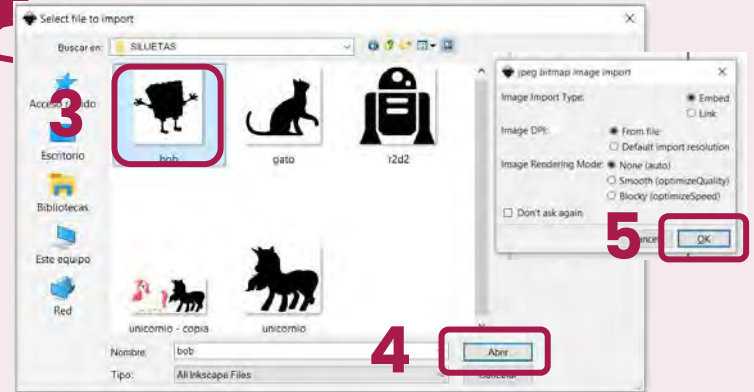 Select file to import
Buscar en:
SILUETAS
3
Acceso rápido
Escritorio
Bibliotecas
Este equipo
Red
bob
gato
r2d2
unicornio - copia
unicornio
Nombre
bob
Tipo:
All Inkscape Files
4
Abrir
Cancelar
jpeg bitmap image import
Image Import Type:
Embed
Link
Image DPI:
From file
Default import resolution
Image Rendering Mode:
None (auto)
Smooth (optimizeQuality)
Blocky (optimizeSpeed)
Don't ask again
5
OK